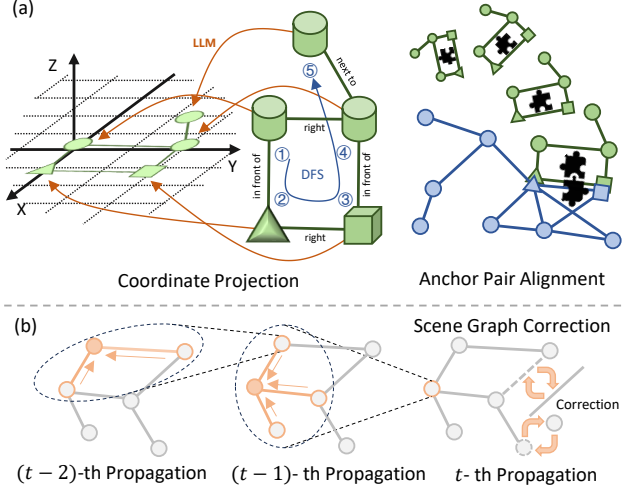 (a)
LLM
Z
Y
X
next to
⑤
right
①
④
in front of
DFS
in front of
②
③
right
Coordinate Projection
Anchor Pair Alignment
(b)
Scene Graph Correction
Correction
(t−2)-th Propagation
(t−1)- th Propagation
t- th Propagation